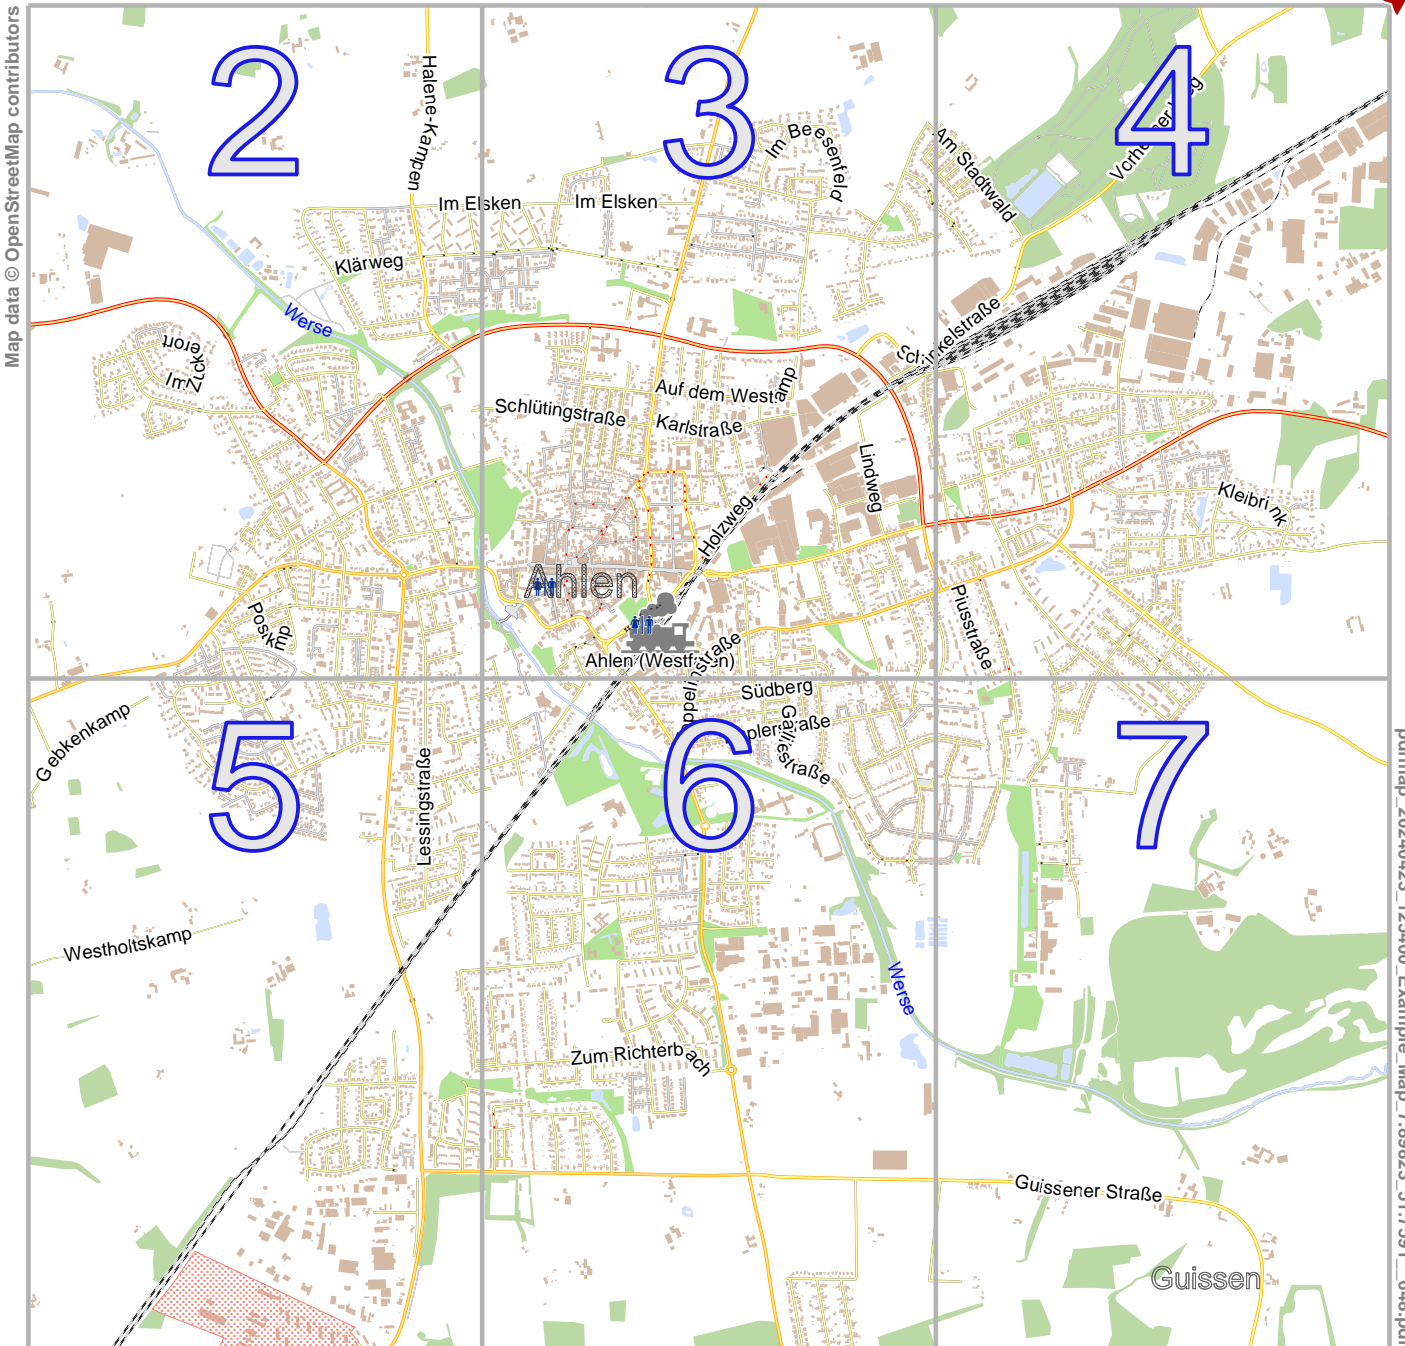 Map data © OpenStreetMap contributors
2
3
4
Halene-Kampen
Im Beesenfeld
Am Stadtwald
Im Elsken
Im Elsken
Klärweg
Werse
Schinkelstraße
Auf dem Westkamp
Schlütingstraße
Karlstraße
Lindweg
Kleibrink
Holzweg
Ahlen
Piusstraße
Ahlen (Westfalen)
Südberg
Gebkenkamp
5
6
7
Lessingstraße
Westholtskamp
Werse
Zum Richterbach
Guissener Straße
Guissen